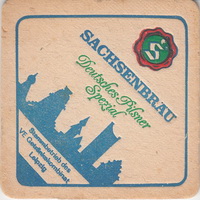 SACHSENBRÄU
Deutsches Pilsner
Spezial
Stammbetrieb des
VE Getränkekombinat
Leipzig